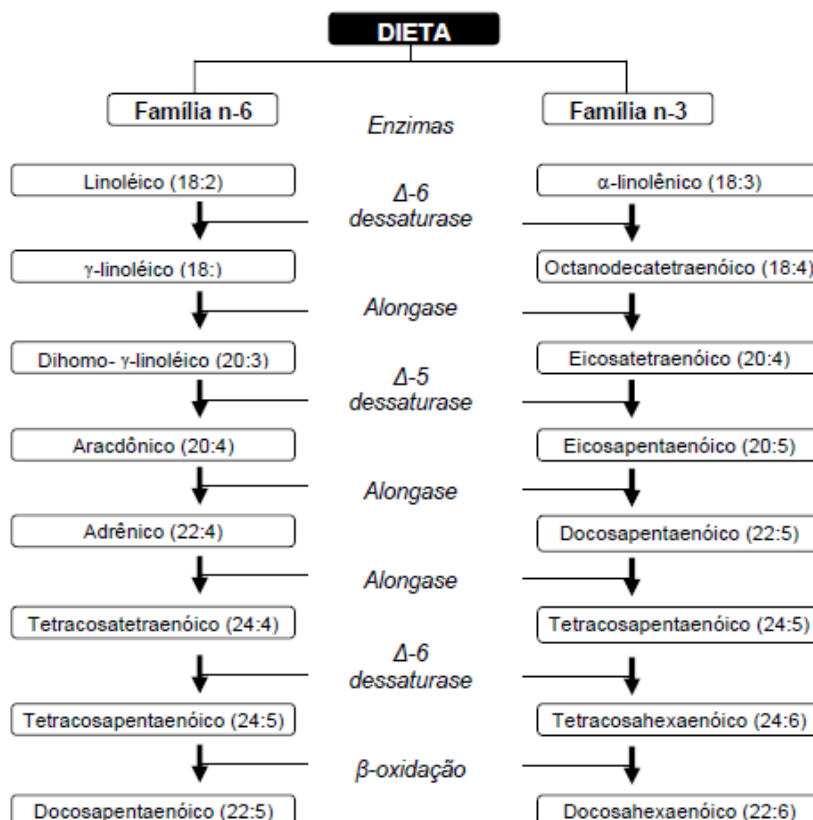 DIETA
Família n-6
Enzimas
Família n-3
Linoléico (18:2)
α-linolênico (18:3)
Δ-6
dessaturase
γ-linoléico (18:)
Octanodecatetraenóico (18:4)
Alongase
Dihomo- γ-linoléico (20:3)
Eicosatetraenóico (20:4)
Δ-5
dessaturase
Aracdônico (20:4)
Eicosapentaenóico (20:5)
Alongase
Adrênico (22:4)
Docosapentaenóico (22:5)
Alongase
Tetracosatetraenóico (24:4)
Tetracosapentaenóico (24:5)
Δ-6
dessaturase
Tetracosapentaenóico (24:5)
Tetracosahexaenóico (24:6)
β-oxidação
Docosapentaenóico (22:5)
Docosahexaenóico (22:6)